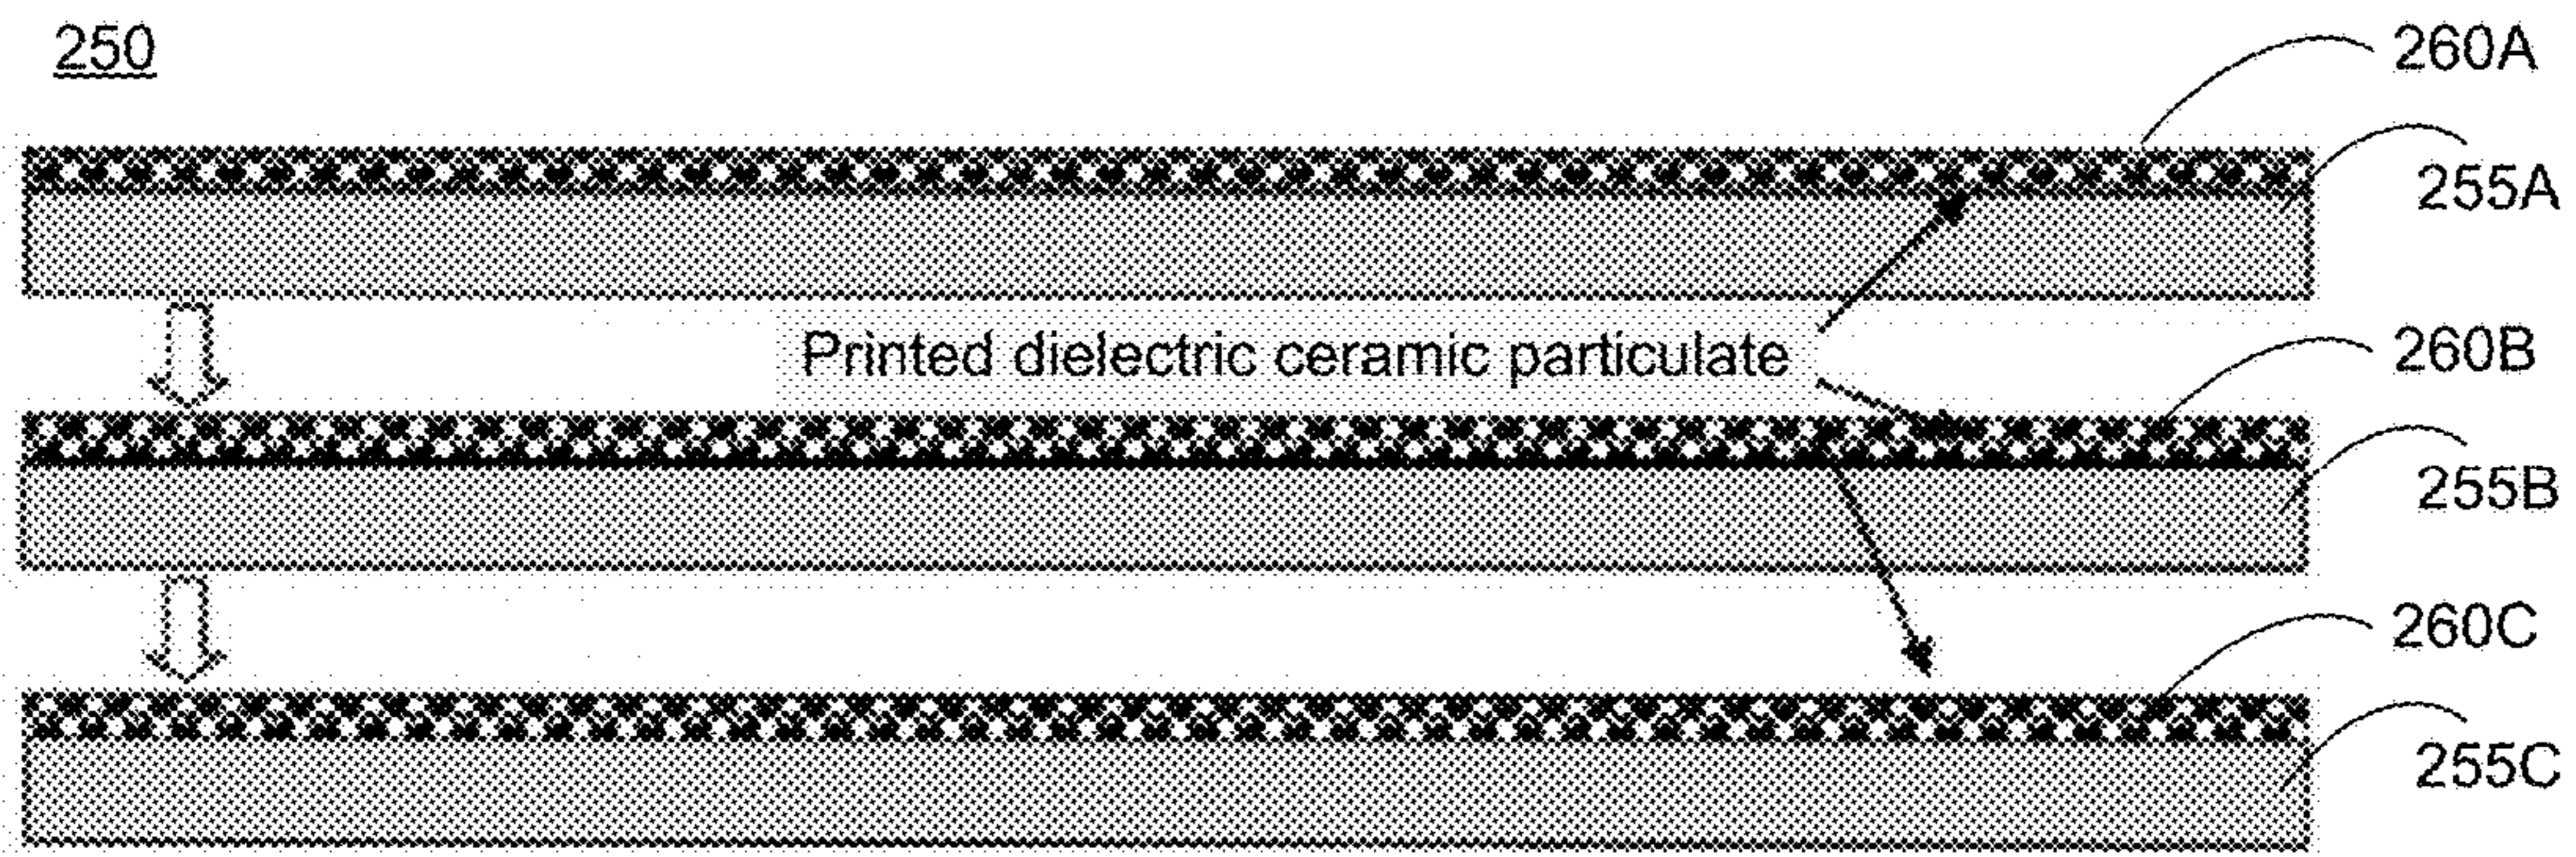 250
260A
255A
Printed dielectric ceramic particulate
260B
255B
260C
255C